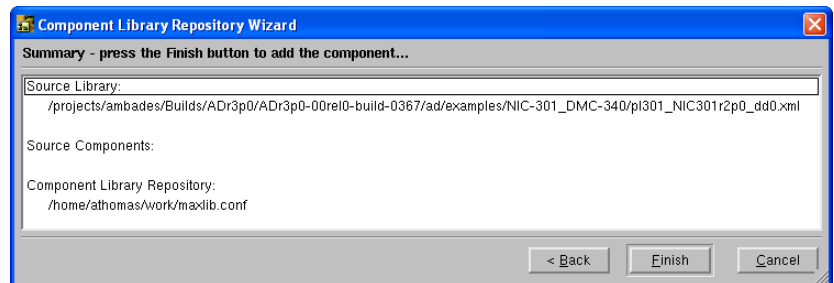 Component Library Repository Wizard
Summary - press the Finish button to add the component...
Source Library:
/projects/ambades/Builds/ADr3p0/ADr3p0-00rel0-build-0367/ad/examples/NIC-301_DMC-340/pl301_NIC301r2p0_dd0.xml
Source Components:
Component Library Repository:
/home/athomas/work/maxlib.conf
< Back Finish Cancel